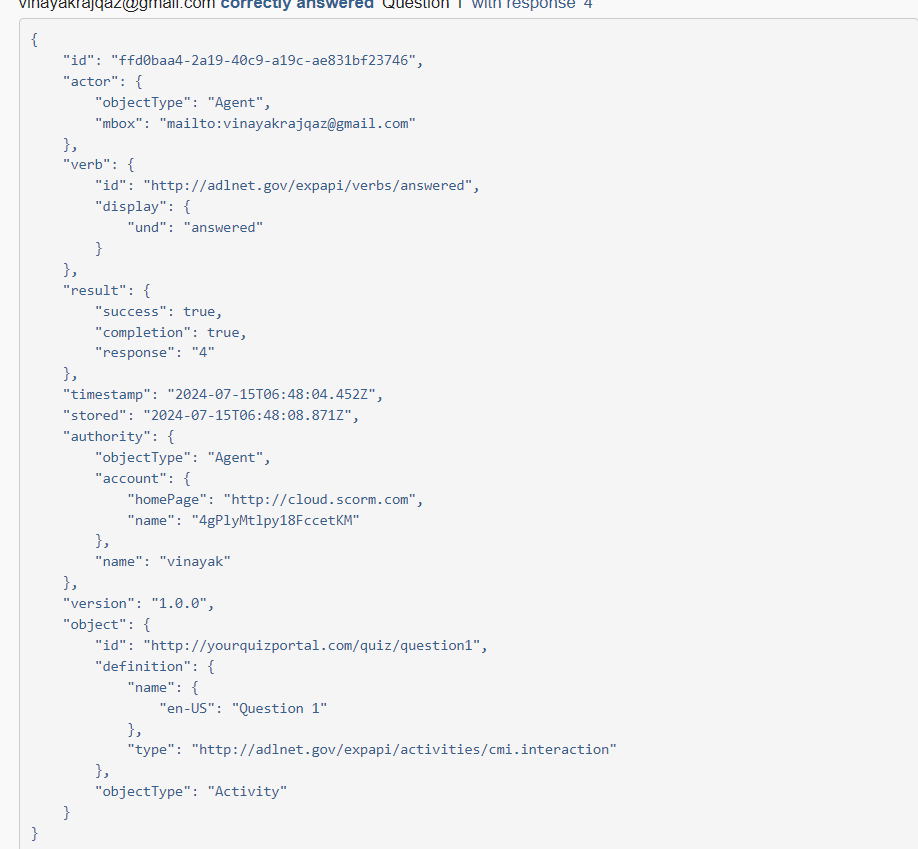 vinayakrajqaz@gmail.com correctly answered 'Question 1' with response '4'
{
    "id": "ffd0baa4-2a19-40c9-a19c-ae831bf23746",
    "actor": {
        "objectType": "Agent",
        "mbox": "mailto:vinayakrajqaz@gmail.com"
    },
    "verb": {
        "id": "http://adlnet.gov/expapi/verbs/answered",
        "display": {
            "und": "answered"
        }
    },
    "result": {
        "success": true,
        "completion": true,
        "response": "4"
    },
    "timestamp": "2024-07-15T06:48:04.452Z",
    "stored": "2024-07-15T06:48:08.871Z",
    "authority": {
        "objectType": "Agent",
        "account": {
            "homePage": "http://cloud.scorm.com",
            "name": "4gPlyMtlpy18FccetKM"
        },
        "name": "vinayak"
    },
    "version": "1.0.0",
    "object": {
        "id": "http://yourquizportal.com/quiz/question1",
        "definition": {
            "name": {
                "en-US": "Question 1"
            },
            "type": "http://adlnet.gov/expapi/activities/cmi.interaction"
        },
        "objectType": "Activity"
    }
}